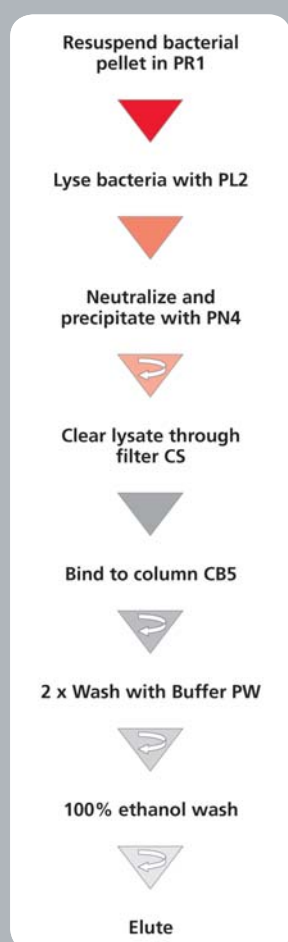 Resuspend bacterial
pellet in PR1
Lyse bacteria with PL2
Neutralize and
precipitate with PN4
Clear lysate through
filter CS
Bind to column CB5
2 x Wash with Buffer PW
100% ethanol wash
Elute